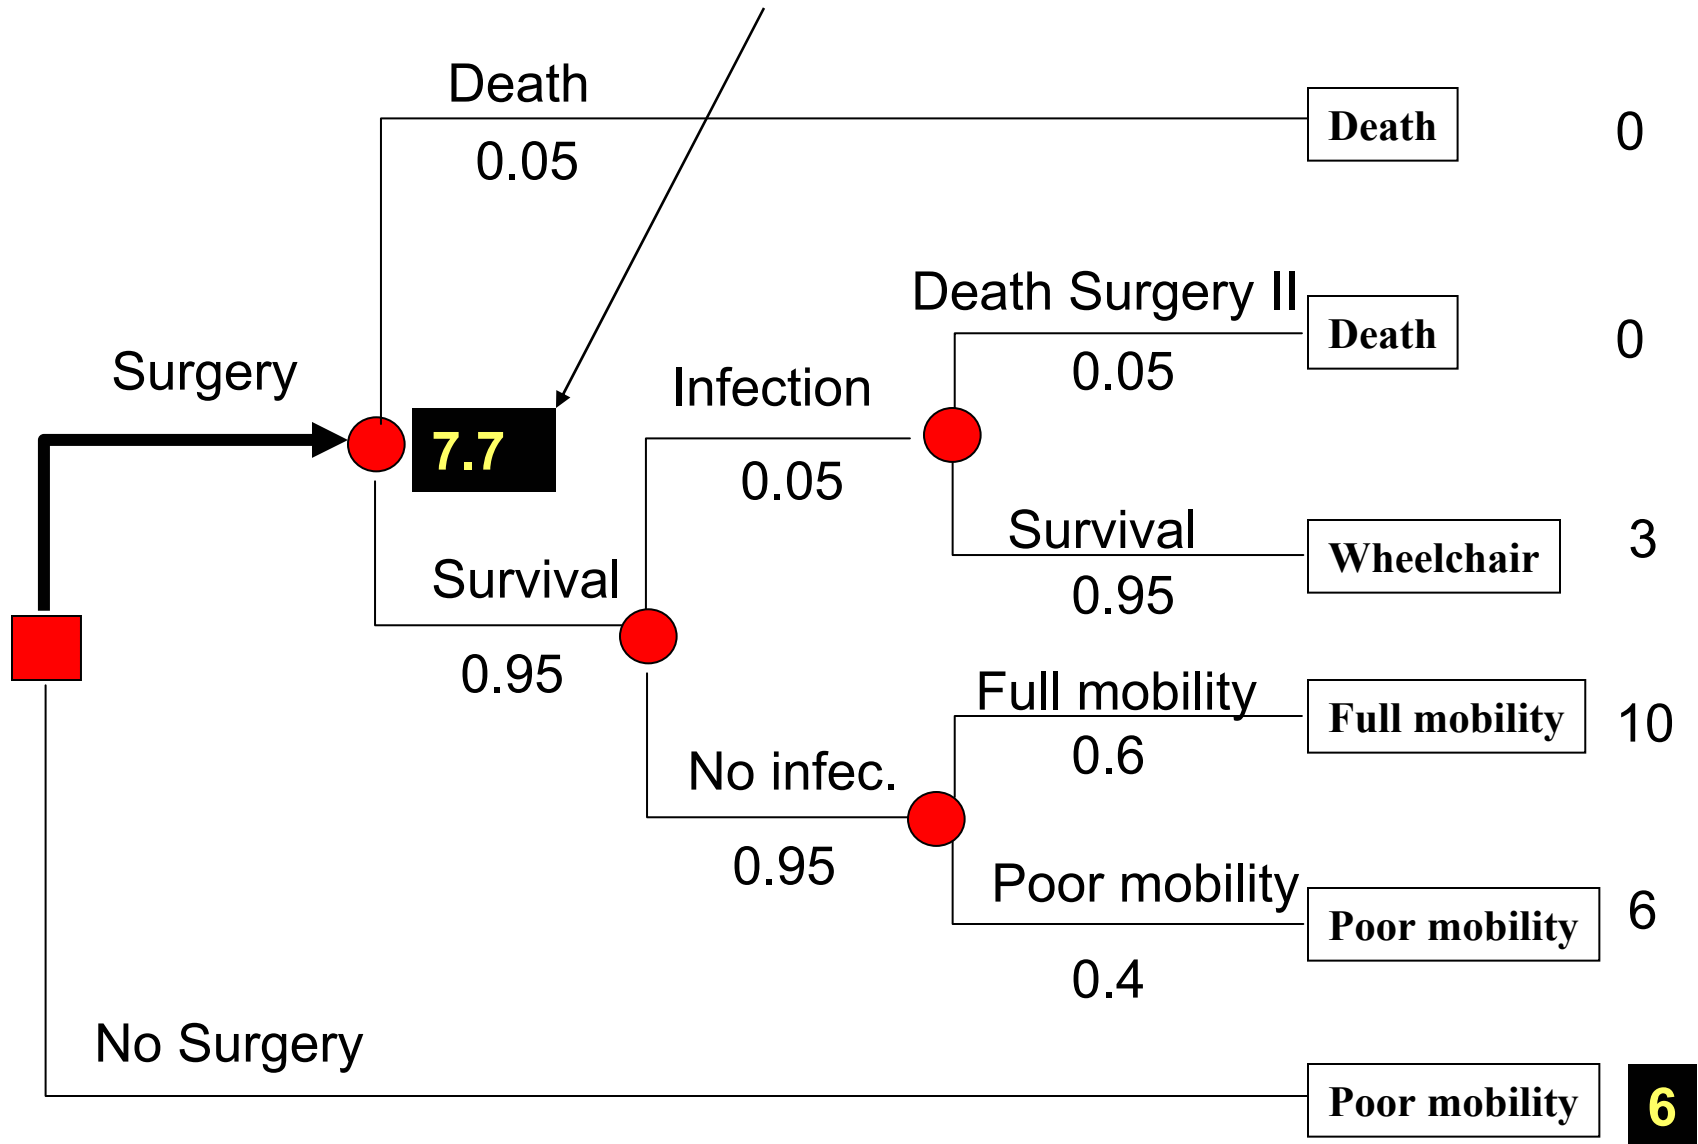 Death
0.05
Death
0
Death Surgery II
0.05
Death
0
Surgery
Infection
0.05
7.7
Survival
0.95
Wheelchair
3
Survival
0.95
Full mobility
0.6
Full mobility
10
No infec.
0.95
Poor mobility
0.4
Poor mobility
6
No Surgery
Poor mobility
6